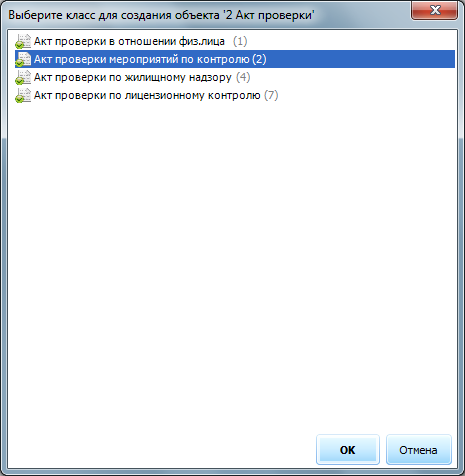 Выберите класс для создания объекта '2 Акт проверки'
Акт проверки в отношении физ.лица (1)
Акт проверки мероприятий по контролю (2)
Акт проверки по жилищному надзору (4)
Акт проверки по лицензионному контролю (7)
ОК Отмена